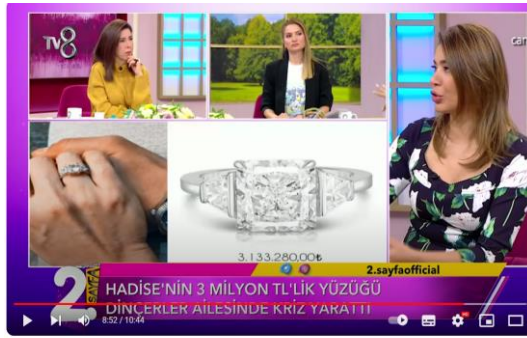 TV8
can
3.133.280,00₺
2.sayfaofficial
2. SAYFA
HADİSE'NİN 3 MİLYON TL'LİK YÜZÜĞÜ
DİNÇERLER AİLESİNDE KRİZ YARATTI
8:52 / 10:44